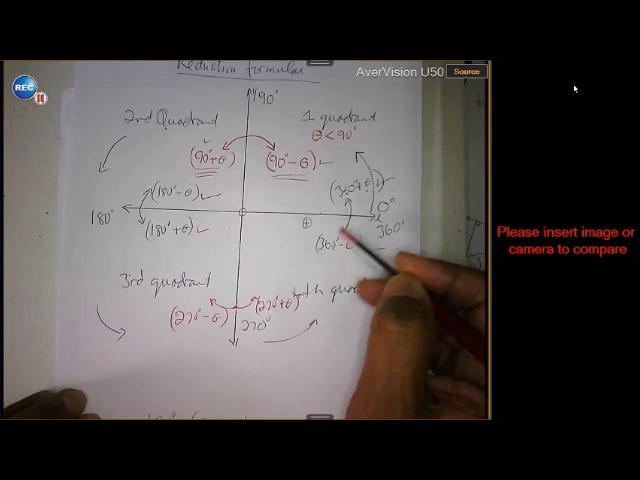 Reduction formulae
AverVision U50
Source
REC
90°
2nd Quadrant
1 quadrant
θ < 90°
(90°+θ)
(90°-θ)
(180°-θ)
(360°+θ)
180°
0°
360°
(180°+θ)
Please insert image or
camera to compare
3rd quadrant
(270°-θ)
(270°+θ)
270°